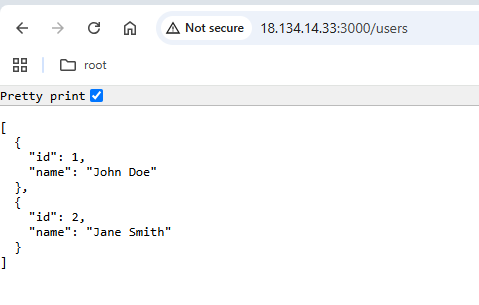 Not secure 18.134.14.33:3000/users
root
Pretty print
[
  {
    "id": 1,
    "name": "John Doe"
  },
  {
    "id": 2,
    "name": "Jane Smith"
  }
]